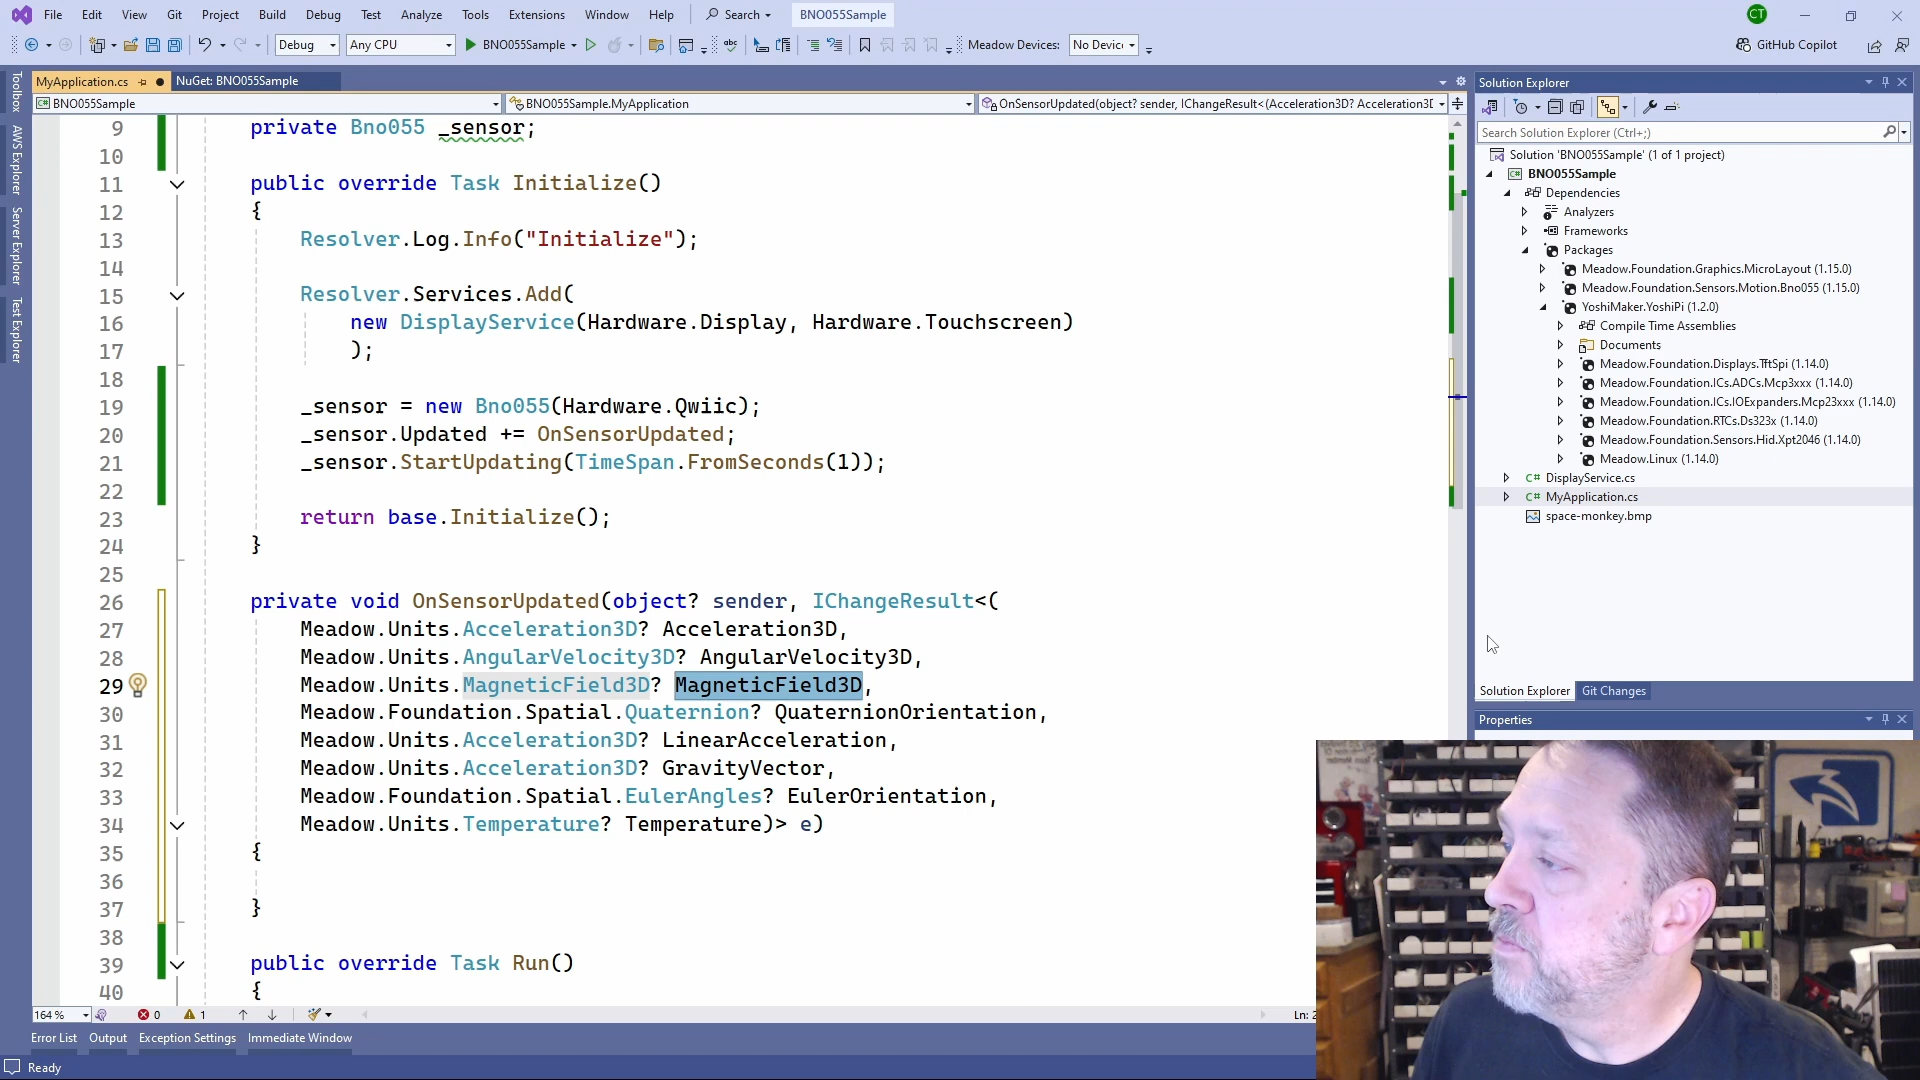 File Edit View Git Project Build Debug Test Analyze Tools Extensions Window Help Search BNO055Sample CT
Debug Any CPU BNO055Sample Meadow Devices: No Devic GitHub Copilot
MyApplication.cs NuGet: BNO055Sample
BNO055Sample BNO055Sample.MyApplication OnSensorUpdated(object? sender, IChangeResult<(Acceleration3D? Acceleration3D
Toolbox
AWS Explorer
Server Explorer
Test Explorer
9 private Bno055 _sensor;
10
11 public override Task Initialize()
12 {
13 Resolver.Log.Info("Initialize");
14
15 Resolver.Services.Add(
16 new DisplayService(Hardware.Display, Hardware.Touchscreen)
17 );
18
19 _sensor = new Bno055(Hardware.Qwiic);
20 _sensor.Updated += OnSensorUpdated;
21 _sensor.StartUpdating(TimeSpan.FromSeconds(1));
22
23 return base.Initialize();
24 }
25
26 private void OnSensorUpdated(object? sender, IChangeResult<(
27 Meadow.Units.Acceleration3D? Acceleration3D,
28 Meadow.Units.AngularVelocity3D? AngularVelocity3D,
29 Meadow.Units.MagneticField3D? MagneticField3D,
30 Meadow.Foundation.Spatial.Quaternion? QuaternionOrientation,
31 Meadow.Units.Acceleration3D? LinearAcceleration,
32 Meadow.Units.Acceleration3D? GravityVector,
33 Meadow.Foundation.Spatial.EulerAngles? EulerOrientation,
34 Meadow.Units.Temperature? Temperature)> e)
35 {
36
37 }
38
39 public override Task Run()
40 {
164 % 0 1 Ln: 2
Error List Output Exception Settings Immediate Window
Ready
Solution Explorer
Search Solution Explorer (Ctrl+;)
Solution 'BNO055Sample' (1 of 1 project)
BNO055Sample
Dependencies
Analyzers
Frameworks
Packages
Meadow.Foundation.Graphics.MicroLayout (1.15.0)
Meadow.Foundation.Sensors.Motion.Bno055 (1.15.0)
YoshiMaker.YoshiPi (1.2.0)
Compile Time Assemblies
Documents
Meadow.Foundation.Displays.TftSpi (1.14.0)
Meadow.Foundation.ICs.ADCs.Mcp3xxx (1.14.0)
Meadow.Foundation.ICs.IOExpanders.Mcp23xxx (1.14.0)
Meadow.Foundation.RTCs.Ds323x (1.14.0)
Meadow.Foundation.Sensors.Hid.Xpt2046 (1.14.0)
Meadow.Linux (1.14.0)
DisplayService.cs
MyApplication.cs
space-monkey.bmp
Solution Explorer Git Changes
Properties